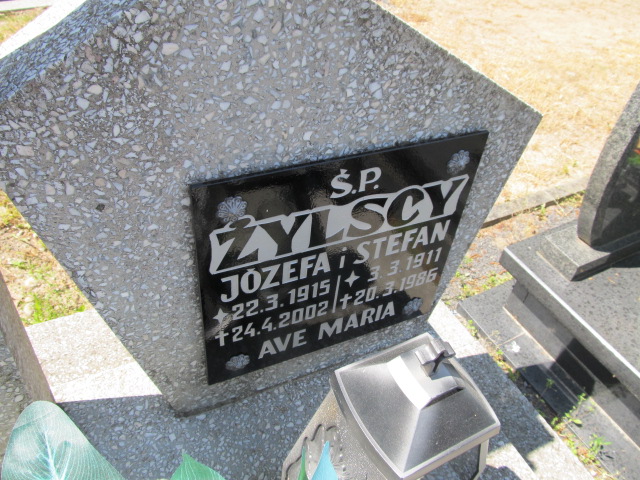 Ś.P.
ŻYLSCY
JÓZEFA i STEFAN
22.3.1915 / 3.3.1911
+24.4.2002 / +20.3.1986
AVE MARIA